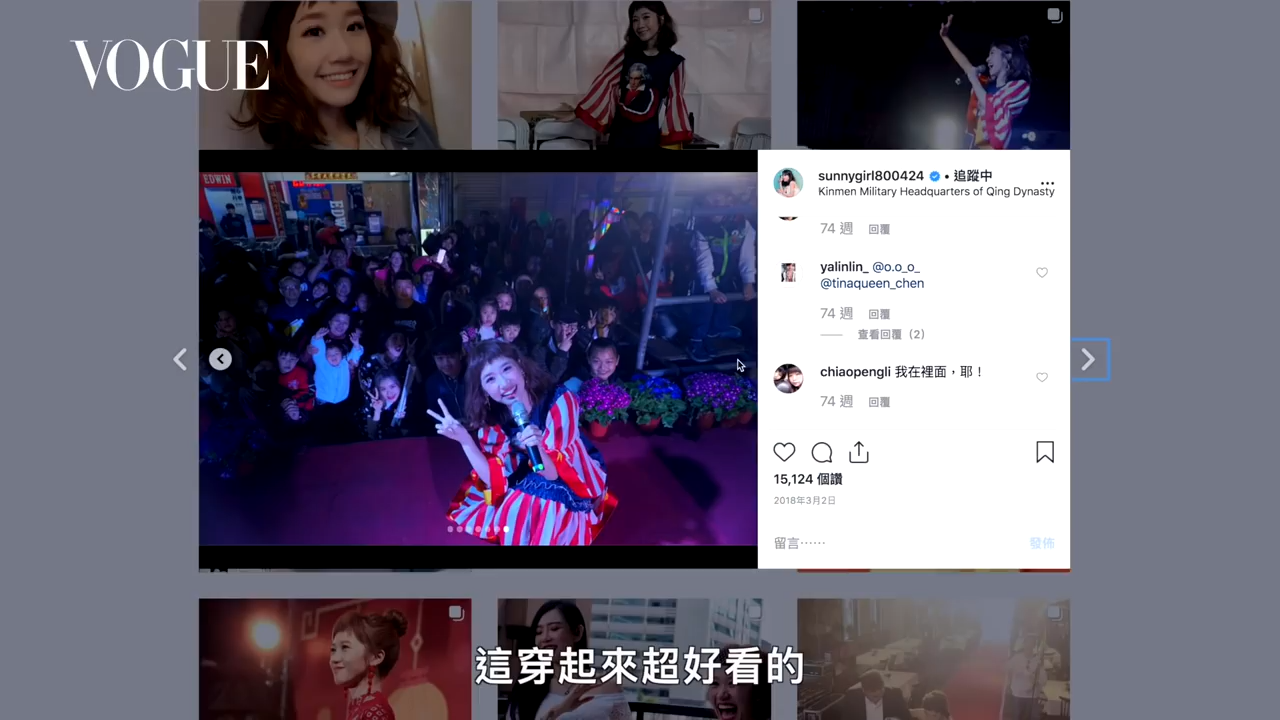 VOGUE
EDWIN
sunnygirl800424 • 追蹤中
Kinmen Military Headquarters of Qing Dynasty
74 週 回覆
yalinlin_ @o.o_o_
@tinaqueen_chen
74 週 回覆
查看回覆（2）
chiaopengli 我在裡面，耶！
74 週 回覆
15,124 個讚
2018年3月2日
留言⋯⋯ 發佈
這穿起來超好看的